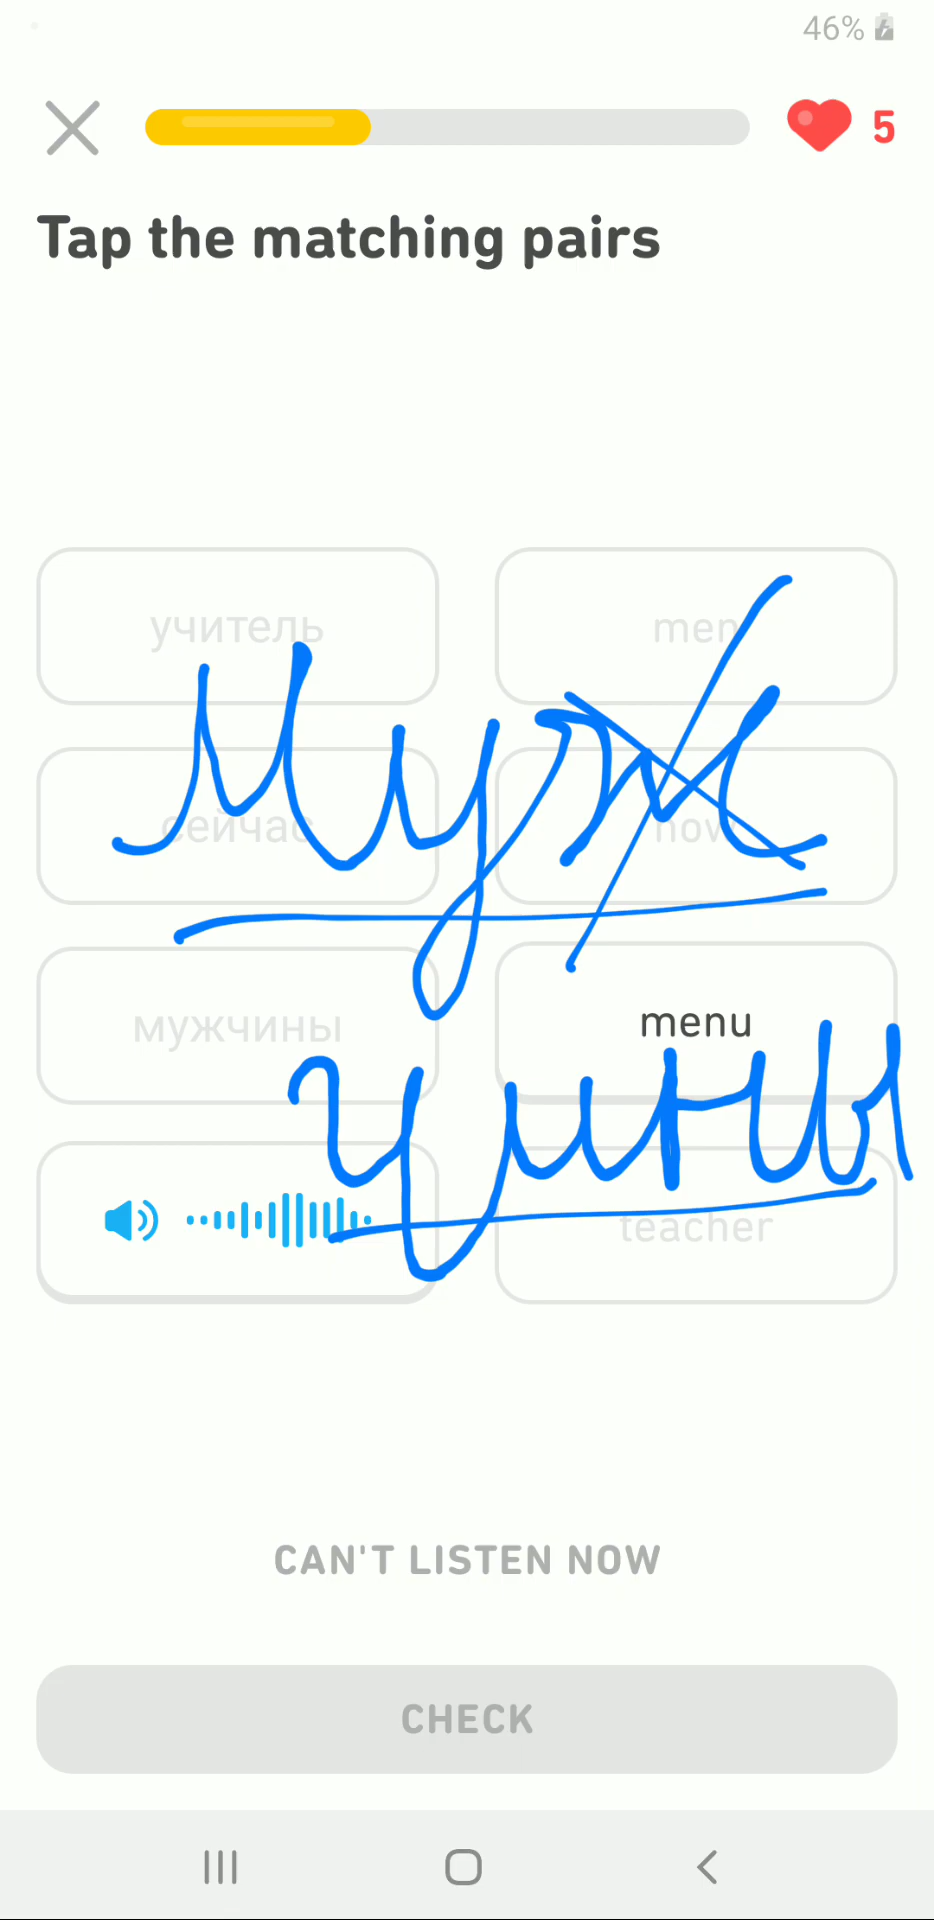 46%
5
Tap the matching pairs
учитель
men
сейчас
now
Муж
мужчины
menu
чины
teacher
CAN'T LISTEN NOW
CHECK